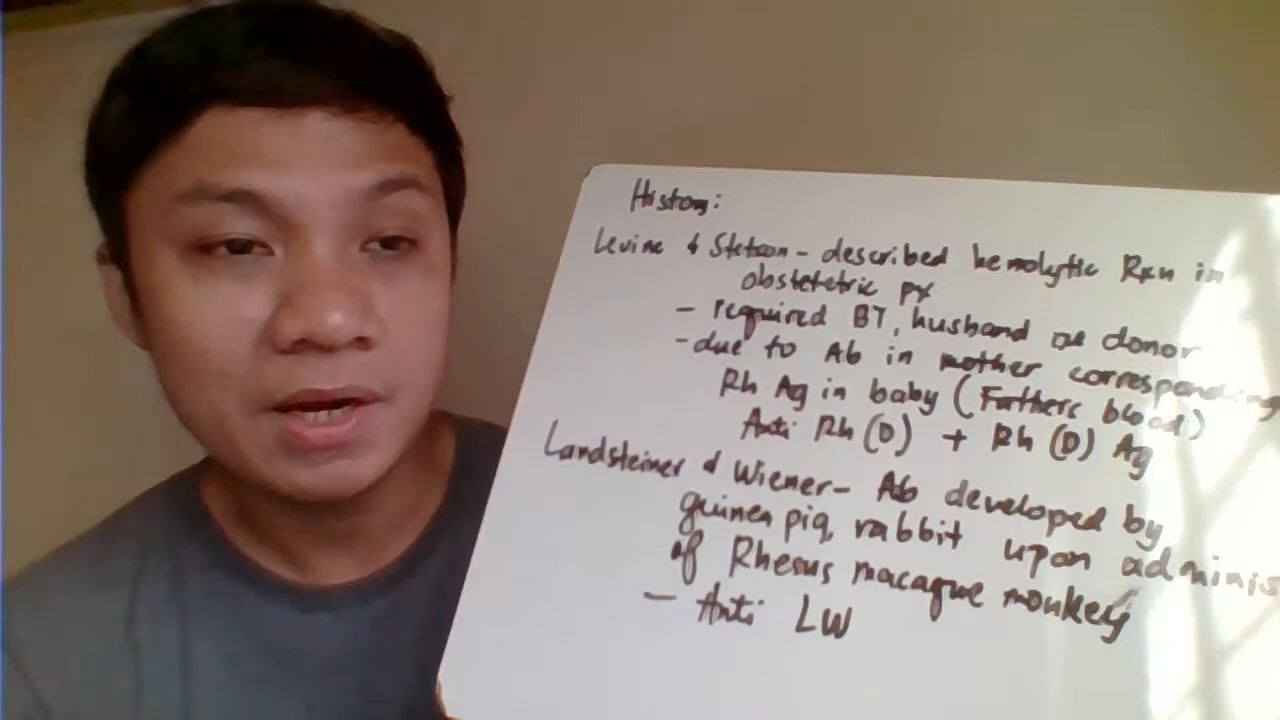 History:
Levine & Stetson - described hemolytic Rxn in
obstetetric px
- required BT, husband as donor
- due to Ab in mother corresponding
Rh Ag in baby (Fathers blood)
Anti Rh (D) + Rh (D) Ag
Landsteiner & Wiener - Ab developed by
guinea pig, rabbit upon adminis
of Rhesus macaque monkey
- Anti LW